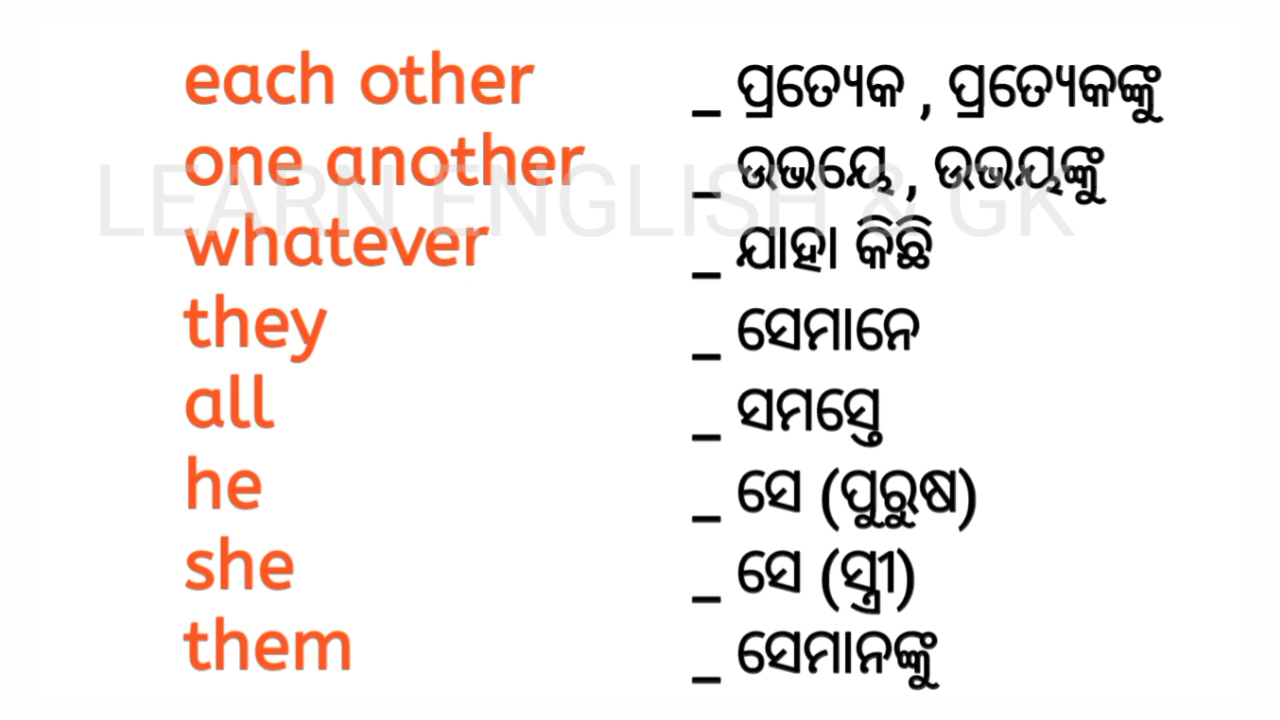 each other _ ପ୍ରତ୍ୟେକ , ପ୍ରତ୍ୟେକଙ୍କୁ
one another _ ଉଭୟେ , ଉଭୟଙ୍କୁ
LEARN ENGLISH & GK
whatever _ ଯାହା କିଛି
they _ ସେମାନେ
all _ ସମସ୍ତେ
he _ ସେ (ପୁରୁଷ)
she _ ସେ (ସ୍ତ୍ରୀ)
them _ ସେମାନଙ୍କୁ